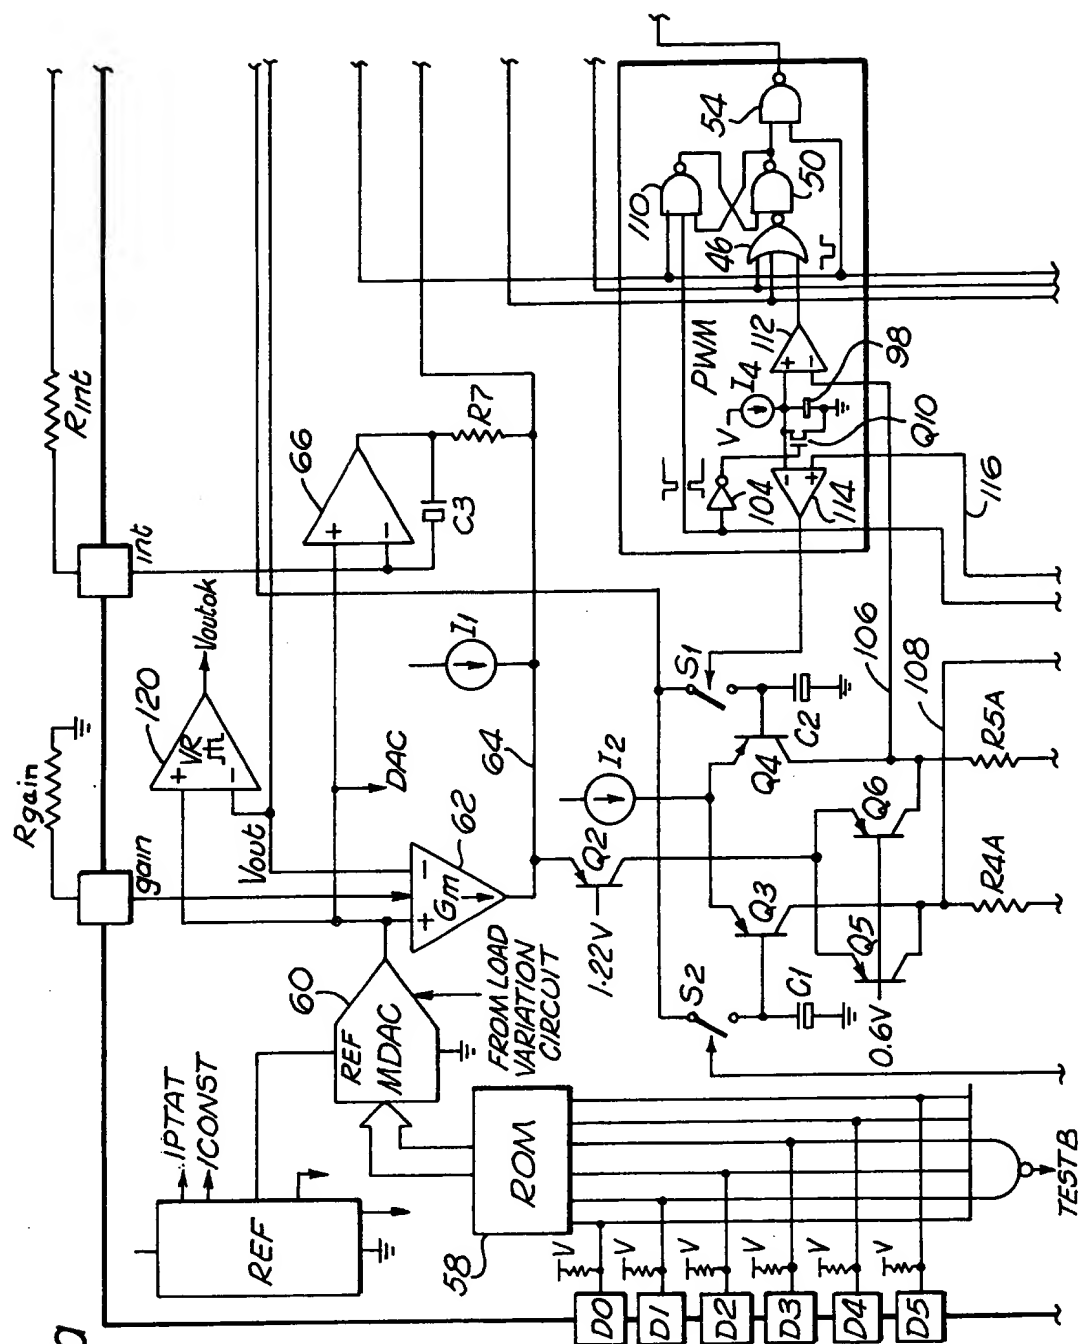 Rint
Rgain
int
120
Voutok
VR
+
−
gain
Vout
66
+
−
C3
R7
I1
DAC
62
Gm
+
−
64
60
REF
MDAC
FROM LOAD
VARIATION
CIRCUIT
IPTAT
ICONST
REF
58
ROM
V
V
V
V
V
V
D0
D1
D2
D3
D4
D5
TESTB
1.22V
Q2
I2
S1
S2
Q3
Q4
C1
C2
Q5
Q6
0.6V
R4A
R5A
106
108
116
PWM
110
54
50
46
112
+
−
98
I4
V
Q10
104
114
−
+